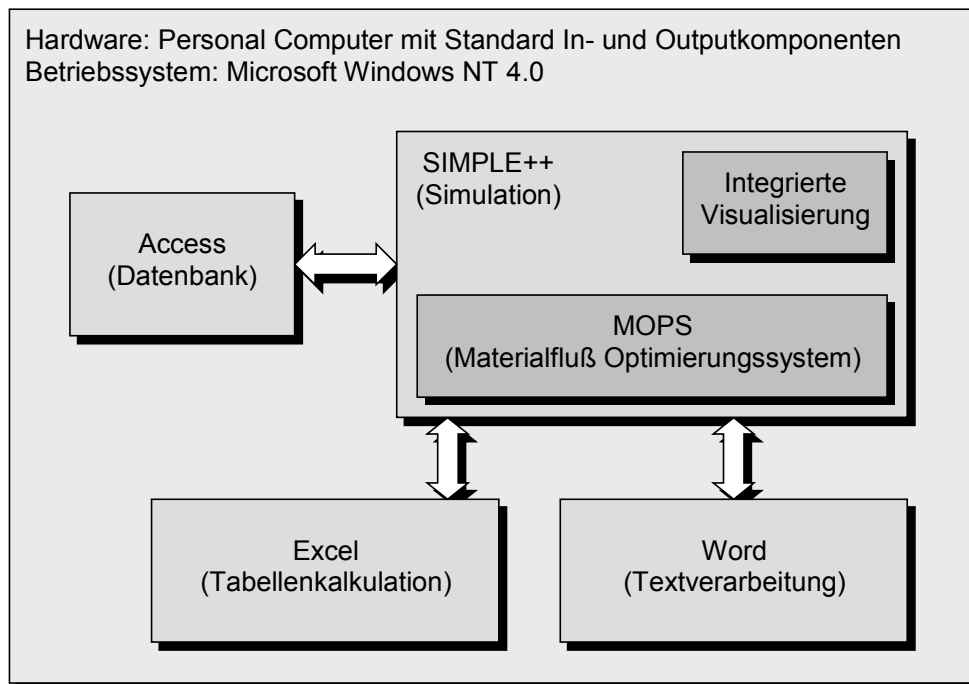 Hardware: Personal Computer mit Standard In- und Outputkomponenten
Betriebssystem: Microsoft Windows NT 4.0
SIMPLE++
(Simulation)
Integrierte
Visualisierung
Access
(Datenbank)
MOPS
(Materialfluß Optimierungssystem)
Excel
(Tabellenkalkulation)
Word
(Textverarbeitung)